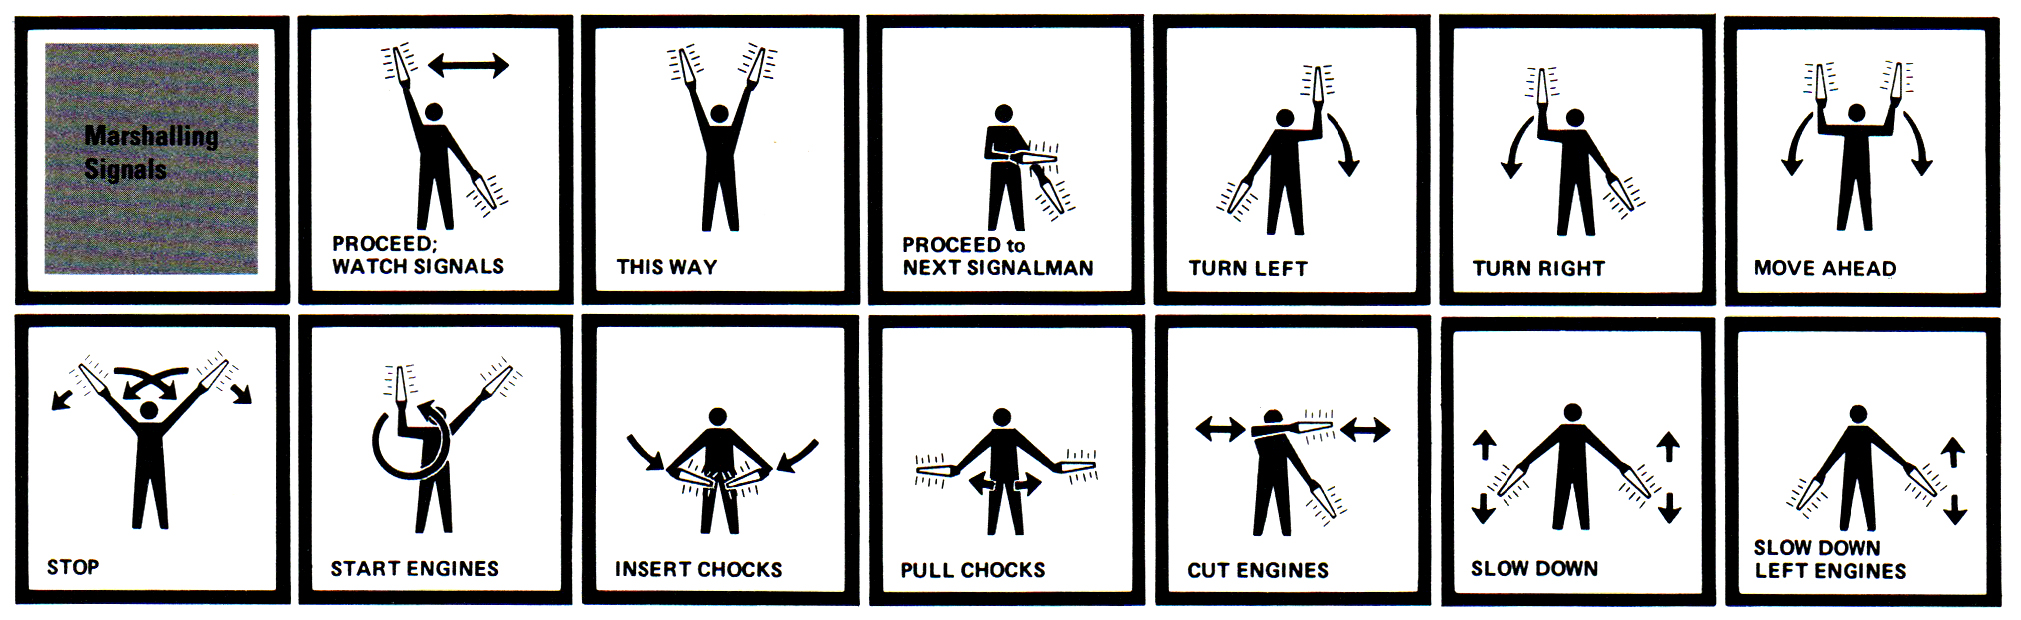 Marshalling
Signals
PROCEED;
WATCH SIGNALS
THIS WAY
PROCEED to
NEXT SIGNALMAN
TURN LEFT
TURN RIGHT
MOVE AHEAD
STOP
START ENGINES
INSERT CHOCKS
PULL CHOCKS
CUT ENGINES
SLOW DOWN
SLOW DOWN
LEFT ENGINES